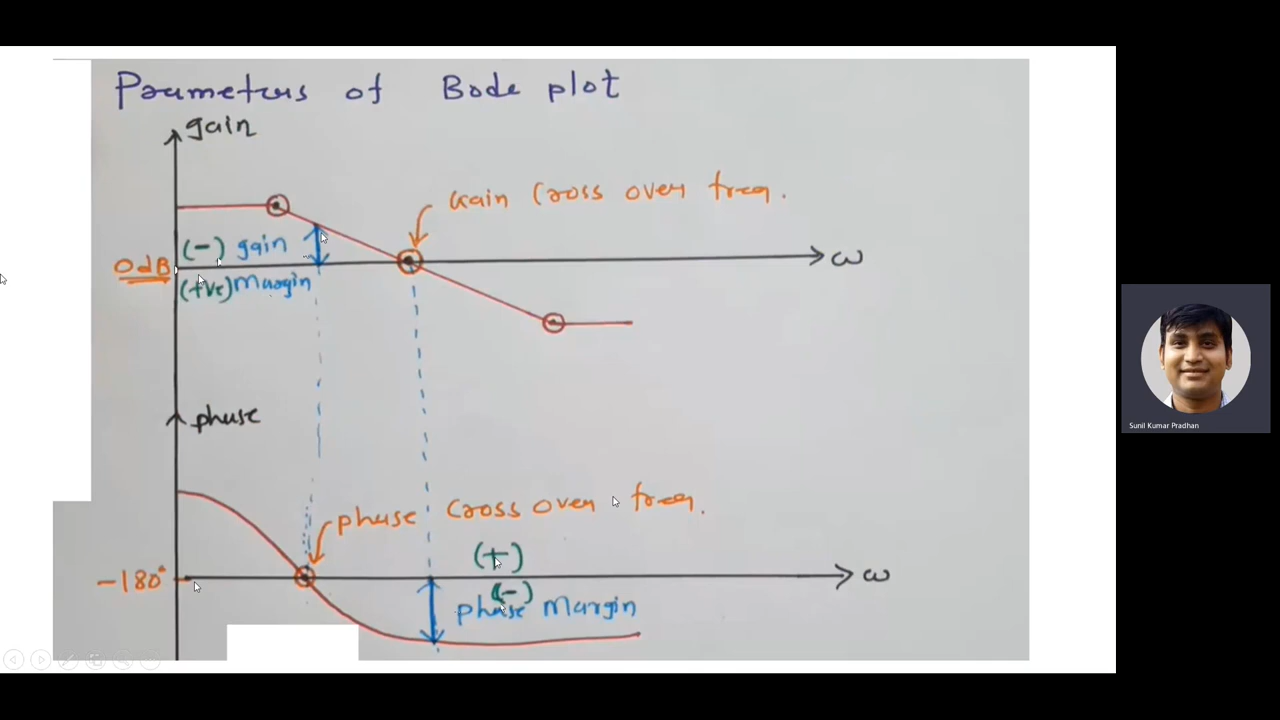 Parameters of Bode plot
gain
Gain Cross over freq.
(-) gain
0dB
ω
(+ve) Margin
phase
phase Cross over freq.
(+)
-180°
ω
(-)
phase Margin
Sunil Kumar Pradhan